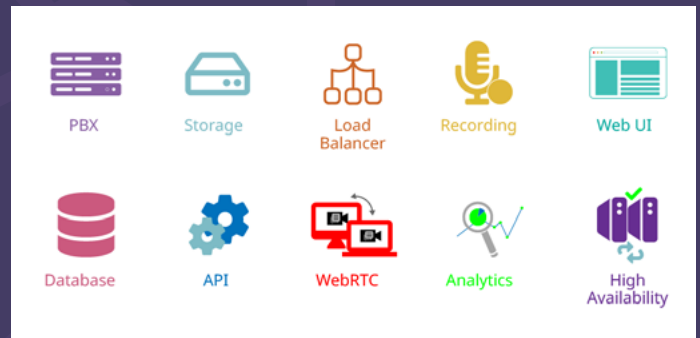 PBX
Storage
Load
Balancer
Recording
Web UI
Database
API
WebRTC
Analytics
High
Availability